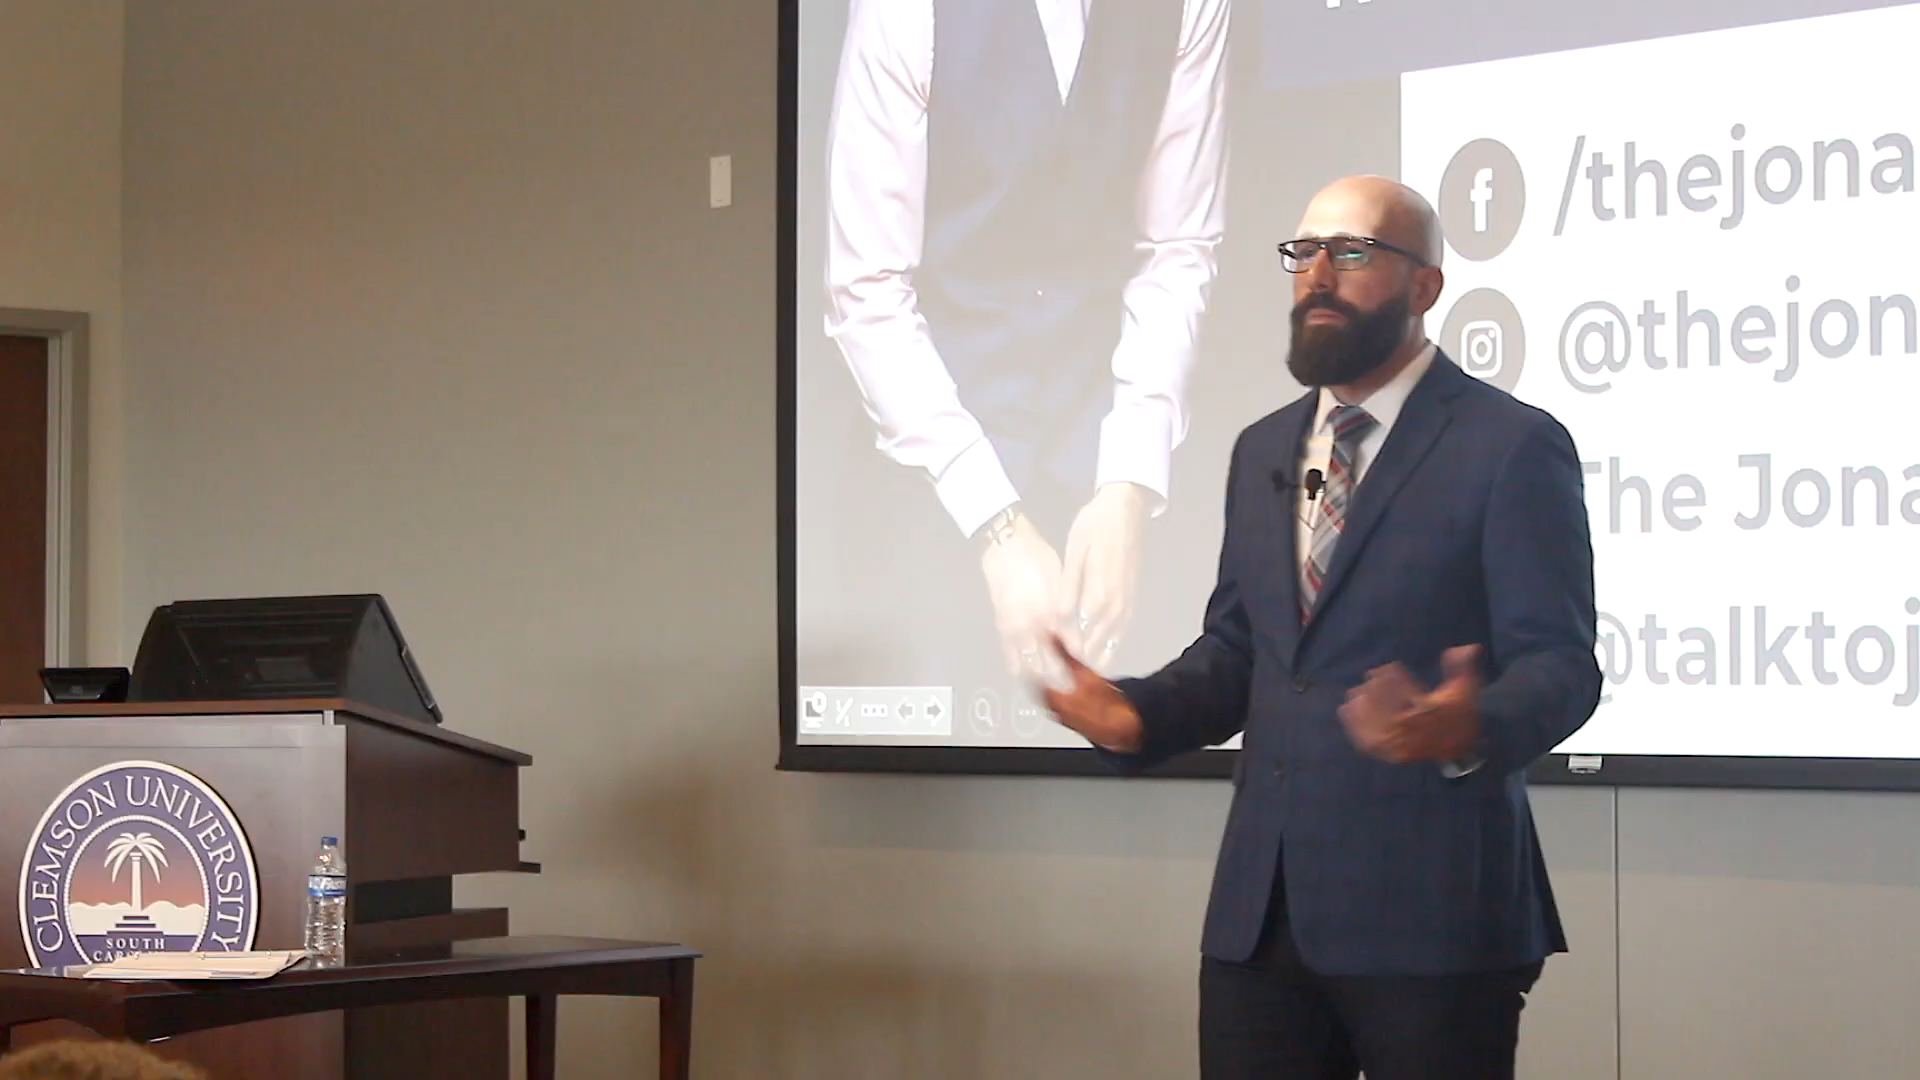 /thejona
@thejon
The Jona
@talktoj
CLEMSON UNIVERSITY
SOUTH